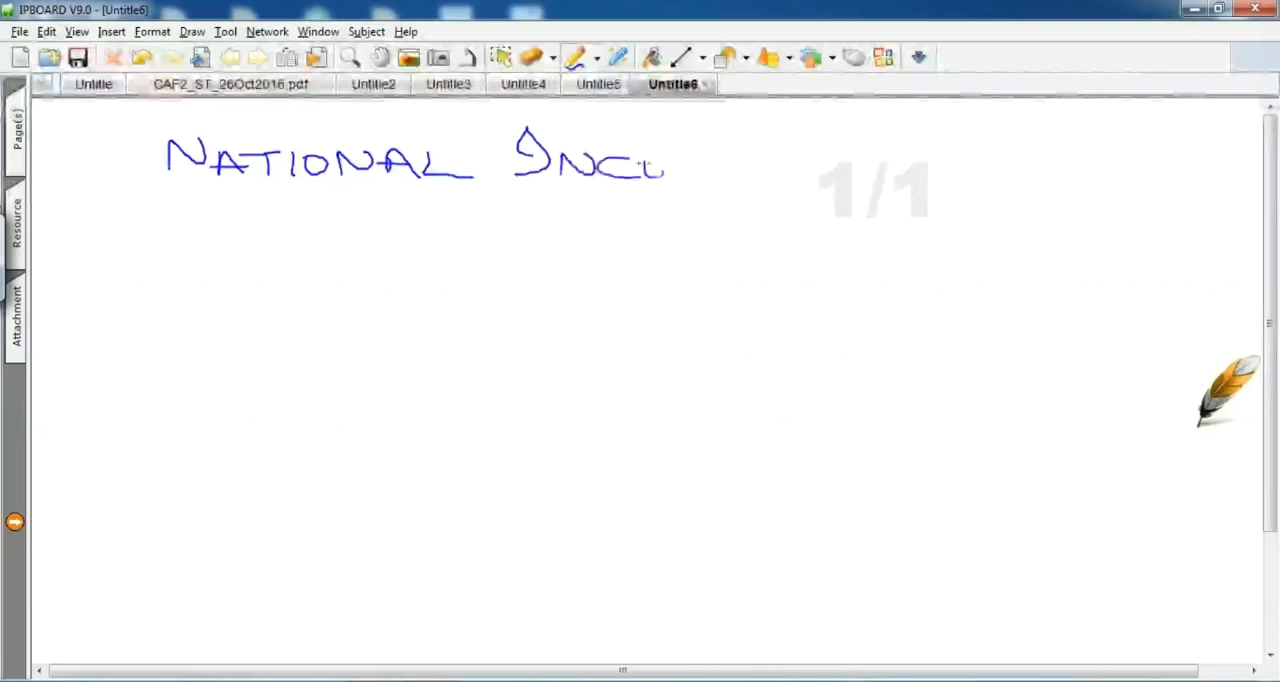 IPBOARD V9.0 - [Untitle6]
File Edit View Insert Format Draw Tool Network Window Subject Help
Untitle CAF2_ST_26Oct2016.pdf Untitle2 Untitle3 Untitle4 Untitle5 Untitle6
Page(s)
Resource
Attachment
NATIONAL
1/1